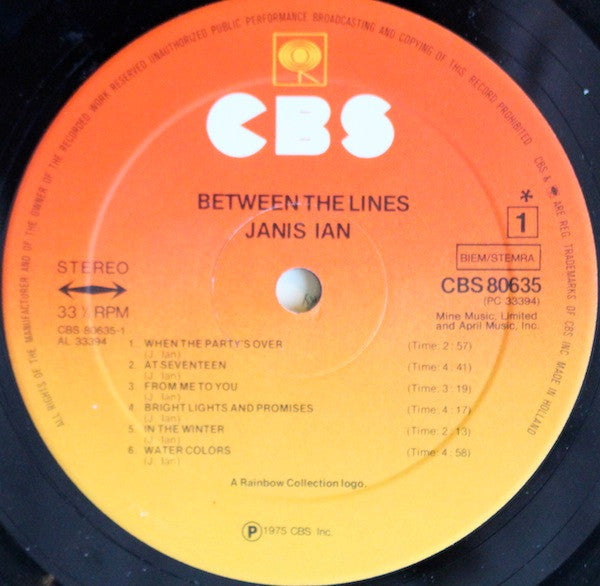 ALL RIGHTS OF THE MANUFACTURER AND OF THE OWNER OF THE RECORDED WORK RESERVED UNAUTHORIZED PUBLIC PERFORMANCE BROADCASTING AND COPYING OF THIS RECORD PROHIBITED. CBS & ARE REG. TRADEMARKS OF CBS INC MADE IN HOLLAND
CBS
BETWEEN THE LINES
JANIS IAN
*
1
STEREO
BIEM/STEMRA
CBS 80635
(PC 33394)
33⅓ RPM
Mine Music, Limited
and April Music, Inc.
CBS 80635-1
AL 33394
1. WHEN THE PARTY'S OVER (Time: 2:57)
(J. Ian)
2. AT SEVENTEEN (Time: 4:41)
(J. Ian)
3. FROM ME TO YOU (Time: 3:19)
(J. Ian)
4. BRIGHT LIGHTS AND PROMISES (Time: 4:17)
(J. Ian)
5. IN THE WINTER (Time: 2:13)
(J. Ian)
6. WATER COLORS (Time: 4:58)
(J. Ian)
A Rainbow Collection logo.
Ⓟ 1975 CBS Inc.